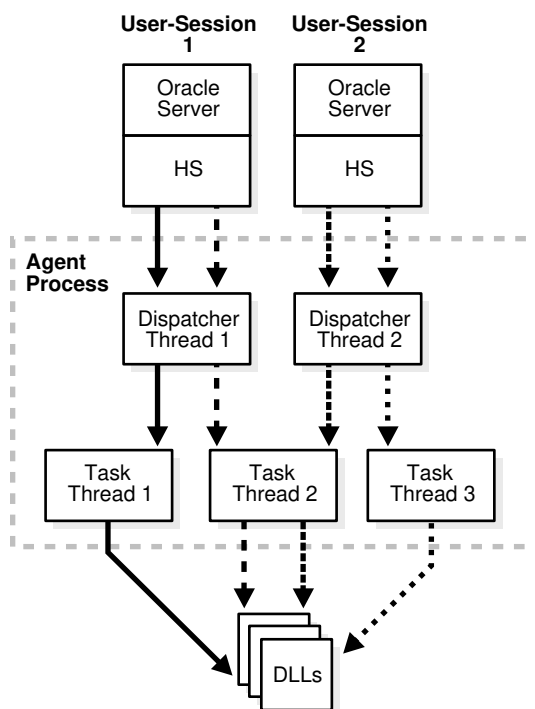 User-Session
1
User-Session
2
Oracle
Server
HS
Oracle
Server
HS
Agent
Process
Dispatcher
Thread 1
Dispatcher
Thread 2
Task
Thread 1
Task
Thread 2
Task
Thread 3
DLLs